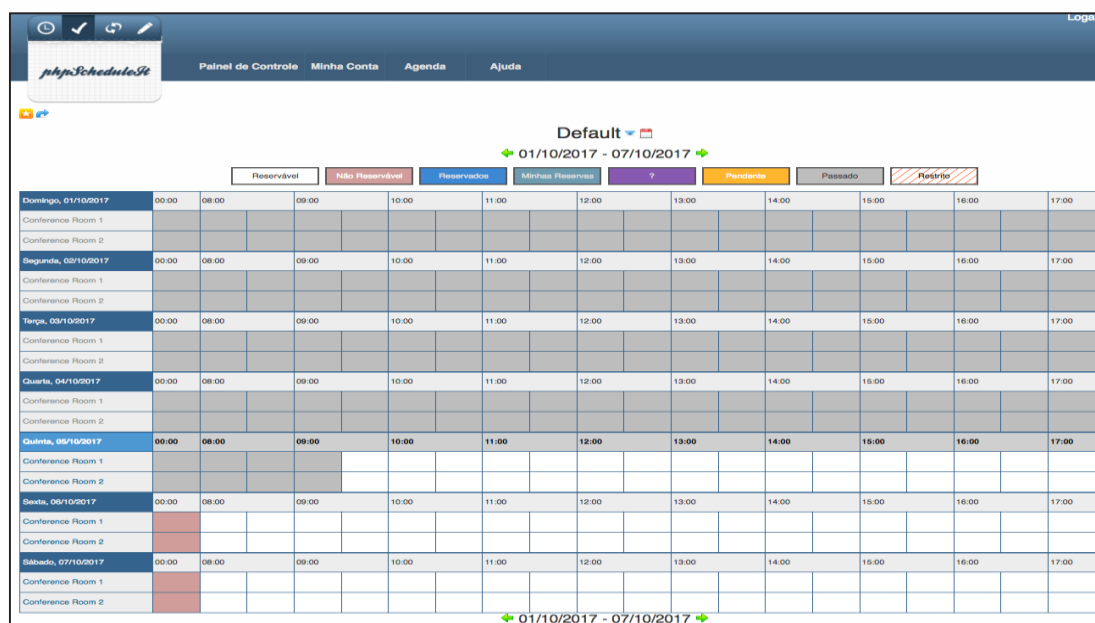 Loga
phpScheduleIt
Painel de Controle Minha Conta Agenda Ajuda
Default
01/10/2017 - 07/10/2017
Reservável Não Reservável Reservados Minhas Reservas ? Pendente Passado Restrito
Domingo, 01/10/2017 00:00 08:00 09:00 10:00 11:00 12:00 13:00 14:00 15:00 16:00 17:00
Conference Room 1
Conference Room 2
Segunda, 02/10/2017 00:00 08:00 09:00 10:00 11:00 12:00 13:00 14:00 15:00 16:00 17:00
Conference Room 1
Conference Room 2
Terça, 03/10/2017 00:00 08:00 09:00 10:00 11:00 12:00 13:00 14:00 15:00 16:00 17:00
Conference Room 1
Conference Room 2
Quarta, 04/10/2017 00:00 08:00 09:00 10:00 11:00 12:00 13:00 14:00 15:00 16:00 17:00
Conference Room 1
Conference Room 2
Quinta, 05/10/2017 00:00 08:00 09:00 10:00 11:00 12:00 13:00 14:00 15:00 16:00 17:00
Conference Room 1
Conference Room 2
Sexta, 06/10/2017 00:00 08:00 09:00 10:00 11:00 12:00 13:00 14:00 15:00 16:00 17:00
Conference Room 1
Conference Room 2
Sábado, 07/10/2017 00:00 08:00 09:00 10:00 11:00 12:00 13:00 14:00 15:00 16:00 17:00
Conference Room 1
Conference Room 2
01/10/2017 - 07/10/2017